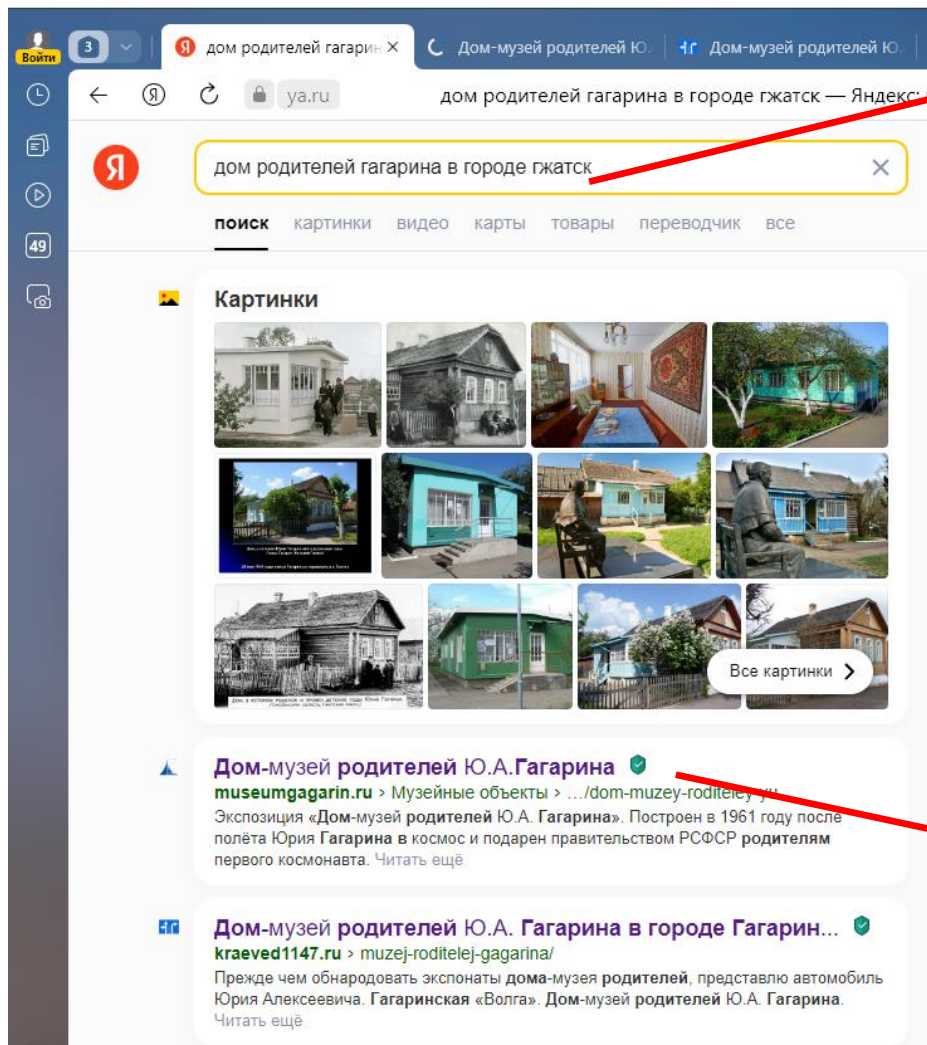 Войти
3
Я дом родителей гагарин
Дом-музей родителей Ю.
Дом-музей родителей Ю.
Я ya.ru дом родителей гагарина в городе гжатск — Яндекс:
49
Я дом родителей гагарина в городе гжатск
поиск картинки видео карты товары переводчик все
Картинки
Все картинки
Дом-музей родителей Ю.А.Гагарина
museumgagarin.ru › Музейные объекты › …/dom-muzey-roditeley-yu…
Экспозиция «Дом-музей родителей Ю.А. Гагарина». Построен в 1961 году после
полёта Юрия Гагарина в космос и подарен правительством РСФСР родителям
первого космонавта. Читать ещё
Дом-музей родителей Ю.А. Гагарина в городе Гагарин...
kraeved1147.ru › muzej-roditelej-gagarina/
Прежде чем обнародовать экспонаты дома-музея родителей, представлю автомобиль
Юрия Алексеевича. Гагаринская «Волга». Дом-музей родителей Ю.А. Гагарина.
Читать ещё